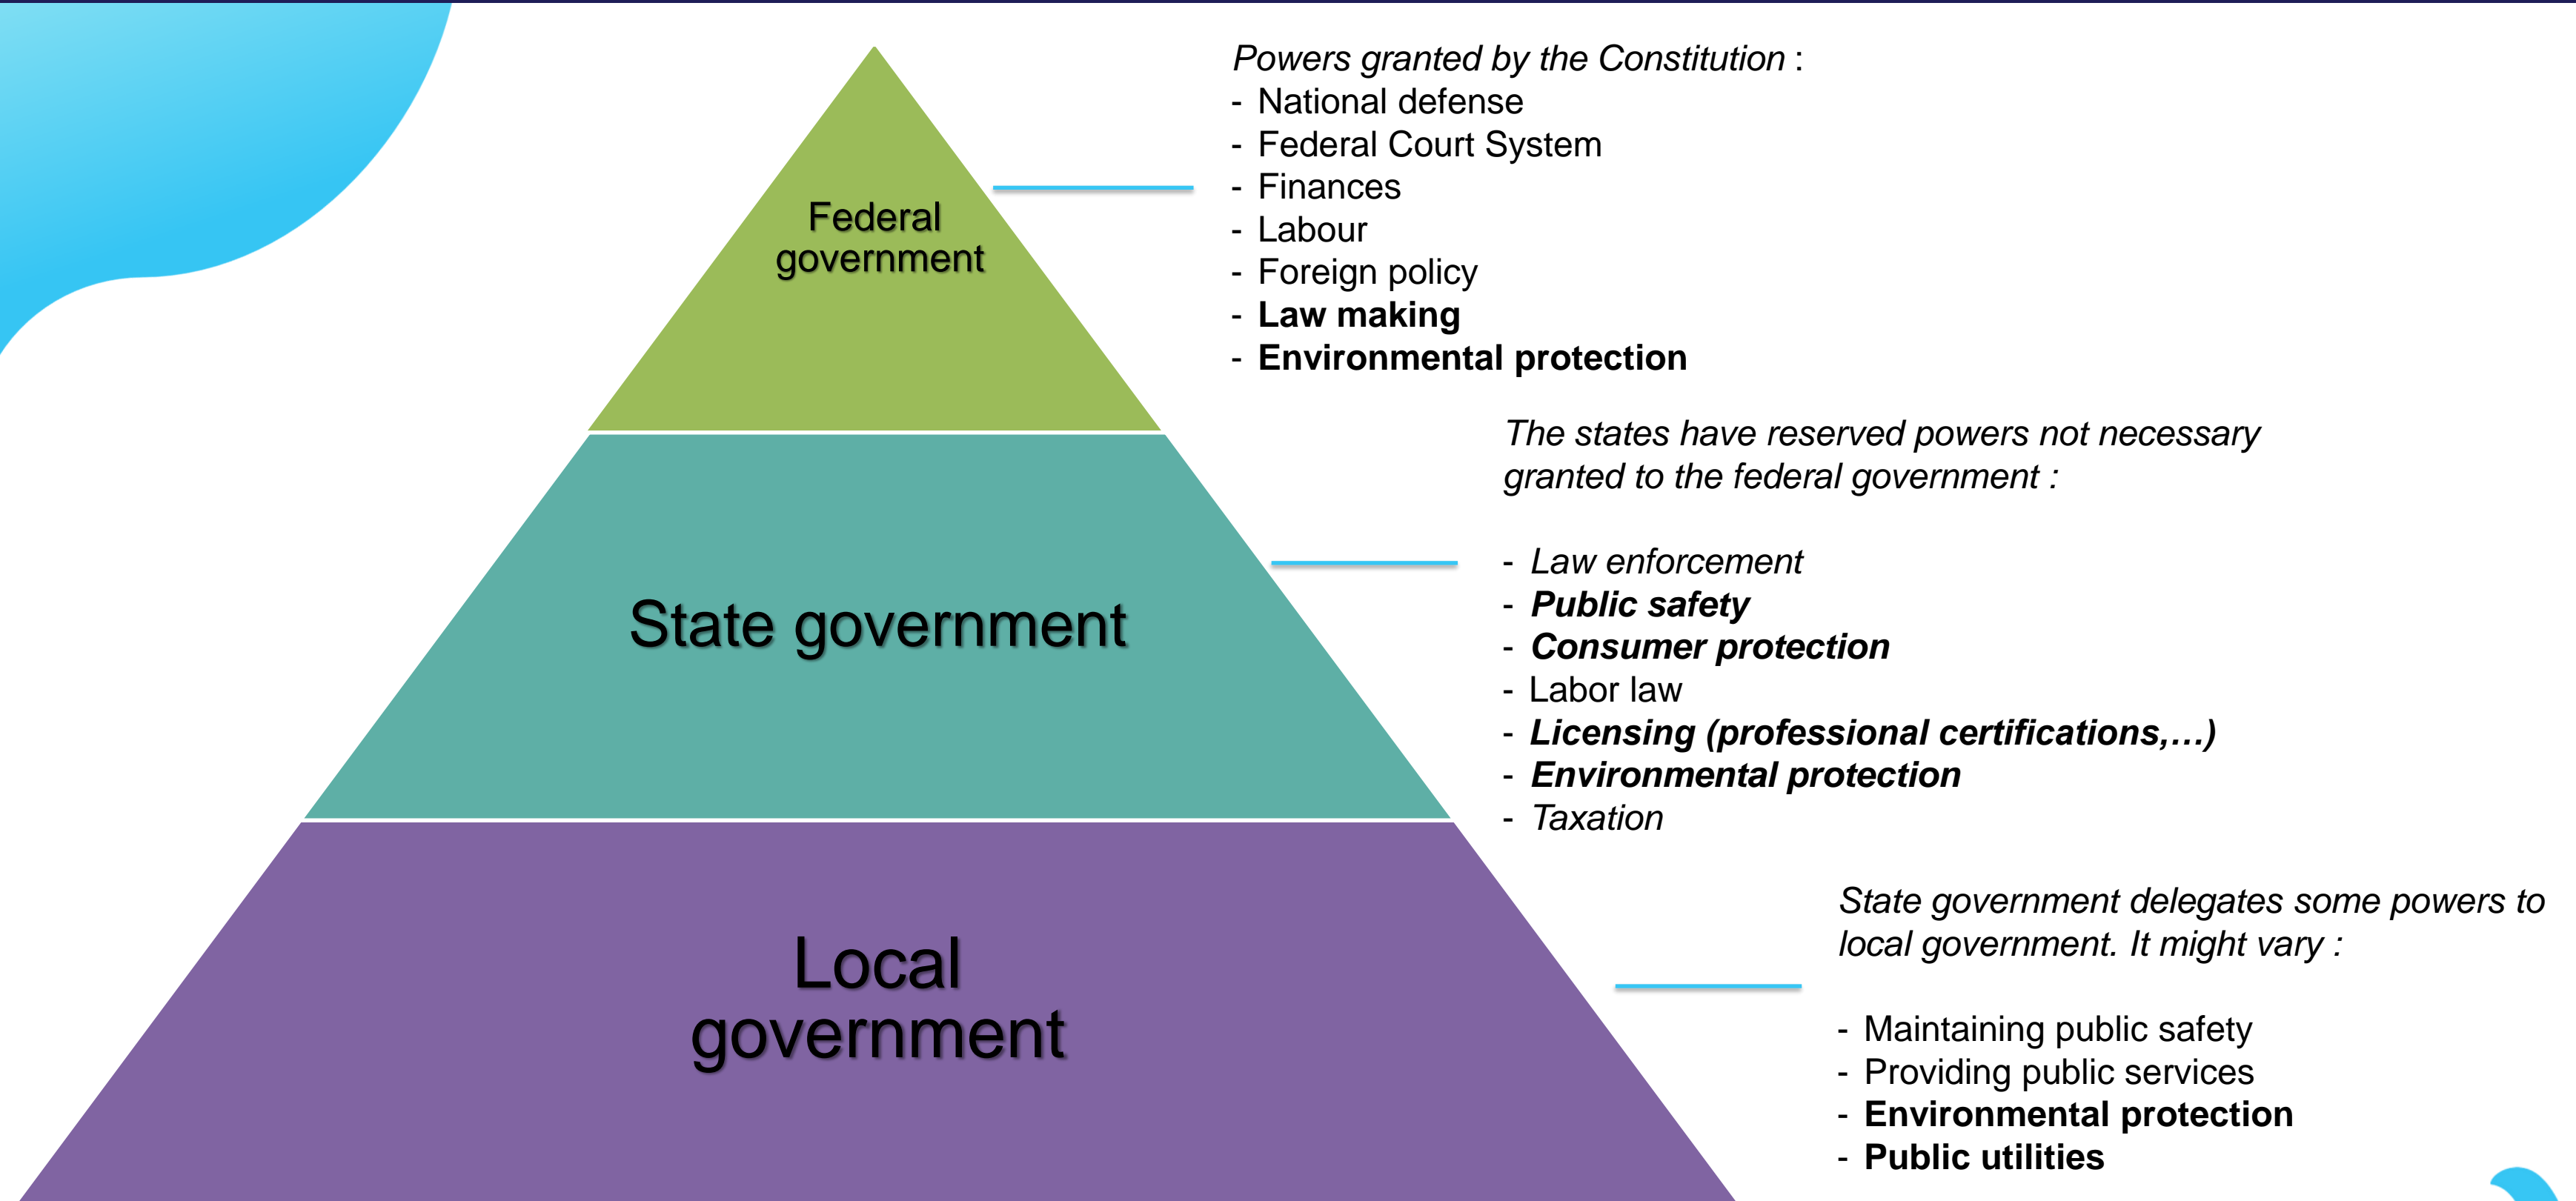 Federal
government
Powers granted by the Constitution :
- National defense
- Federal Court System
- Finances
- Labour
- Foreign policy
- Law making
- Environmental protection
State government
The states have reserved powers not necessary
granted to the federal government :
- Law enforcement
- Public safety
- Consumer protection
- Labor law
- Licensing (professional certifications,…)
- Environmental protection
- Taxation
Local
government
State government delegates some powers to
local government. It might vary :
- Maintaining public safety
- Providing public services
- Environmental protection
- Public utilities